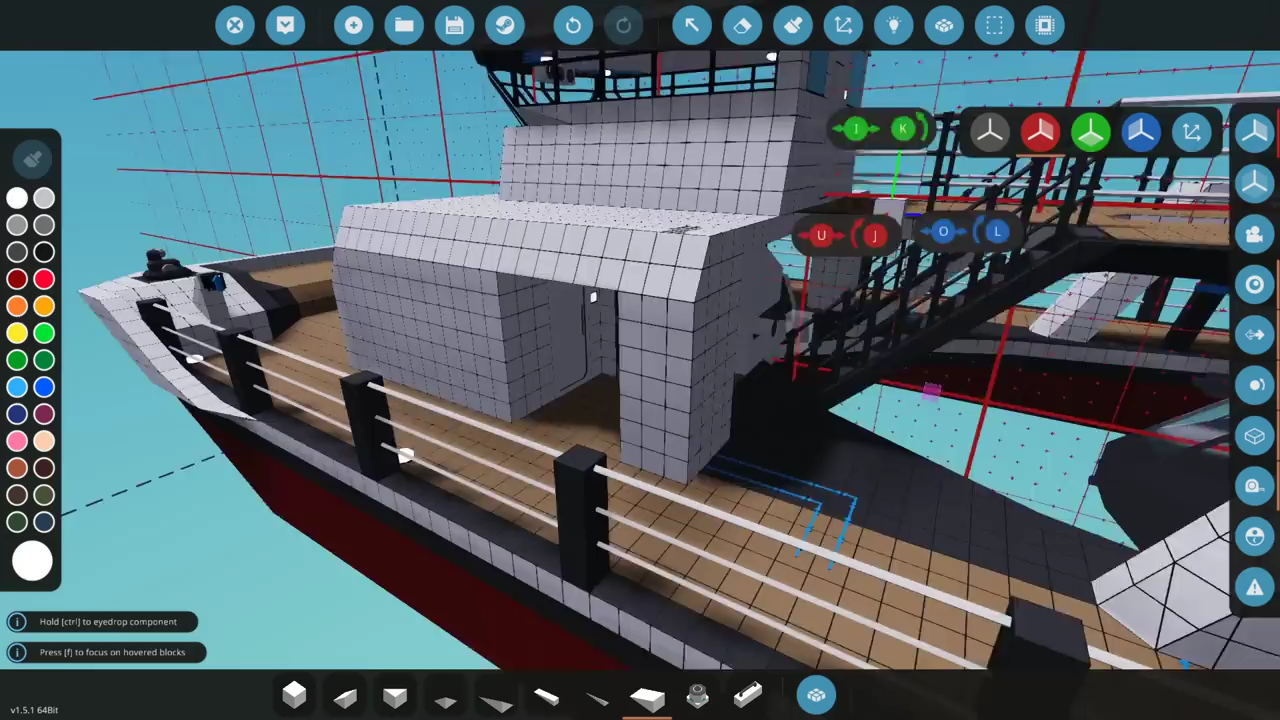 I K
U J O L
Hold [ctrl] to eyedrop component
Press [f] to focus on hovered blocks
v1.5.1 64Bit